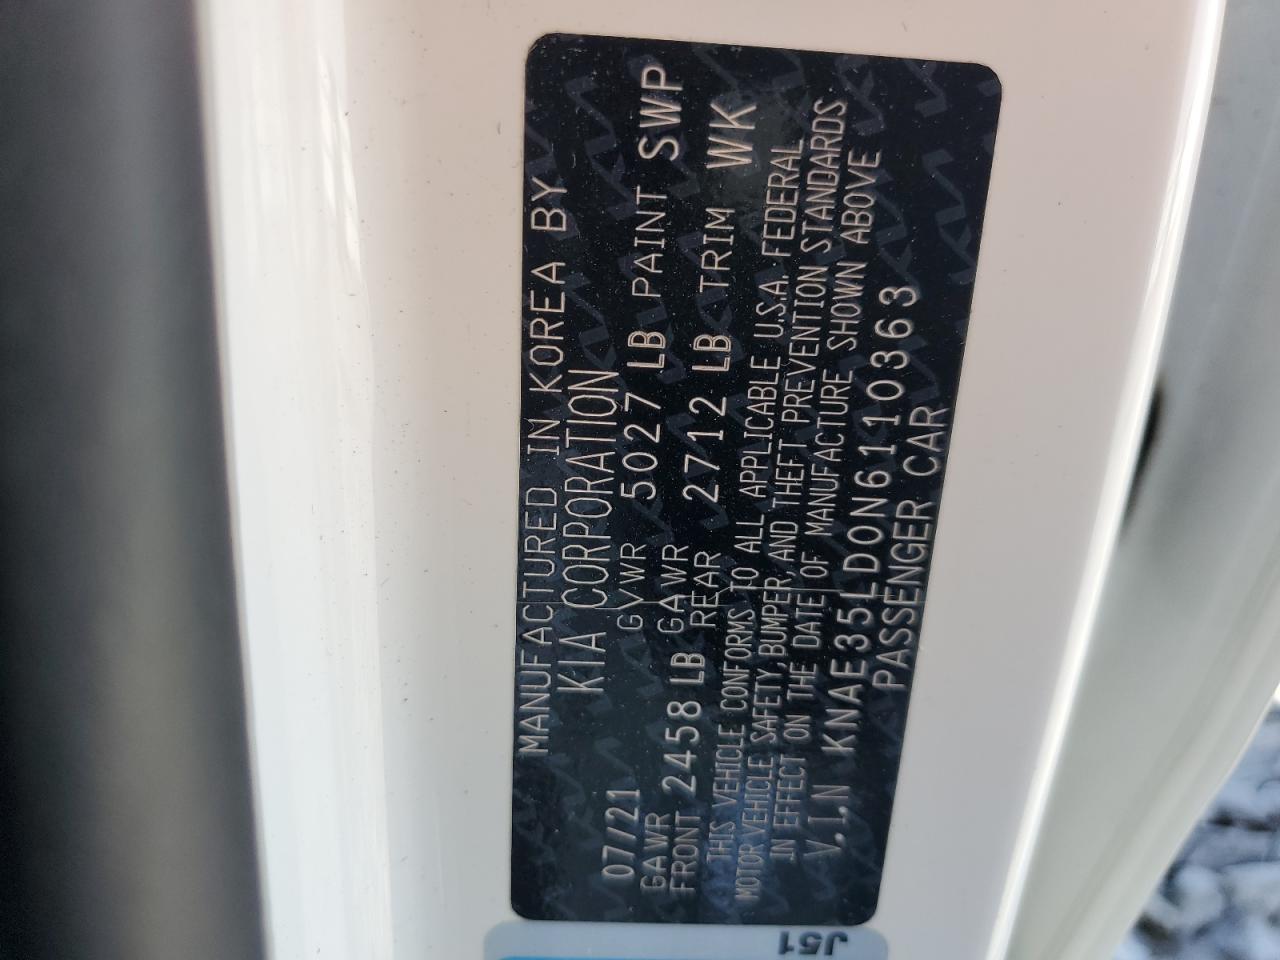 MANUFACTURED IN KOREA BY
KIA CORPORATION
07/21 GVWR 5027 LB PAINT SWP
GAWR FRONT 2458 LB GAWR REAR 2712 LB TRIM WK
THIS VEHICLE CONFORMS TO ALL APPLICABLE U.S.A. FEDERAL
MOTOR VEHICLE SAFETY, BUMPER, AND THEFT PREVENTION STANDARDS
IN EFFECT ON THE DATE OF MANUFACTURE SHOWN ABOVE
V.I.N KNAE35LD0N6110363
PASSENGER CAR
J51